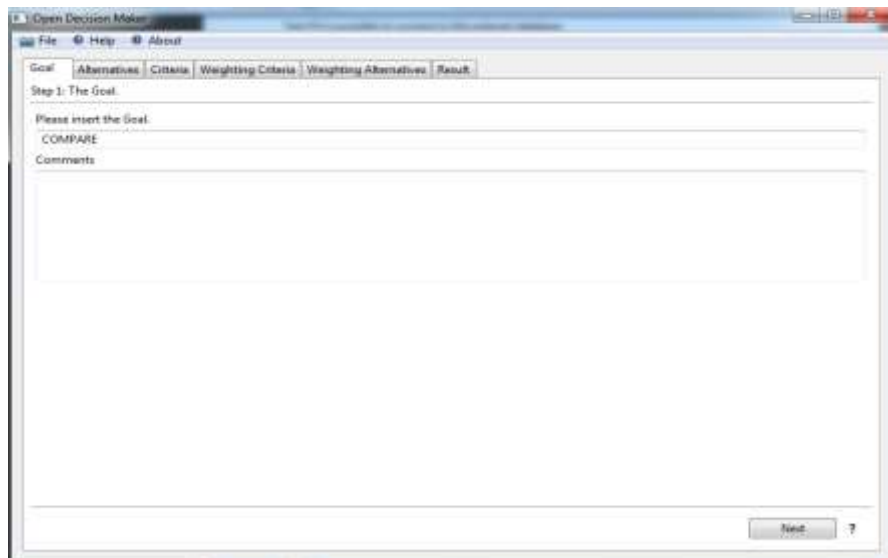 Open Decision Maker
File Help About
Goal Alternatives Criteria Weighting Criteria Weighting Alternatives Result
Step 1: The Goal.
Please insert the Goal.
COMPARE
Comments
Next ?